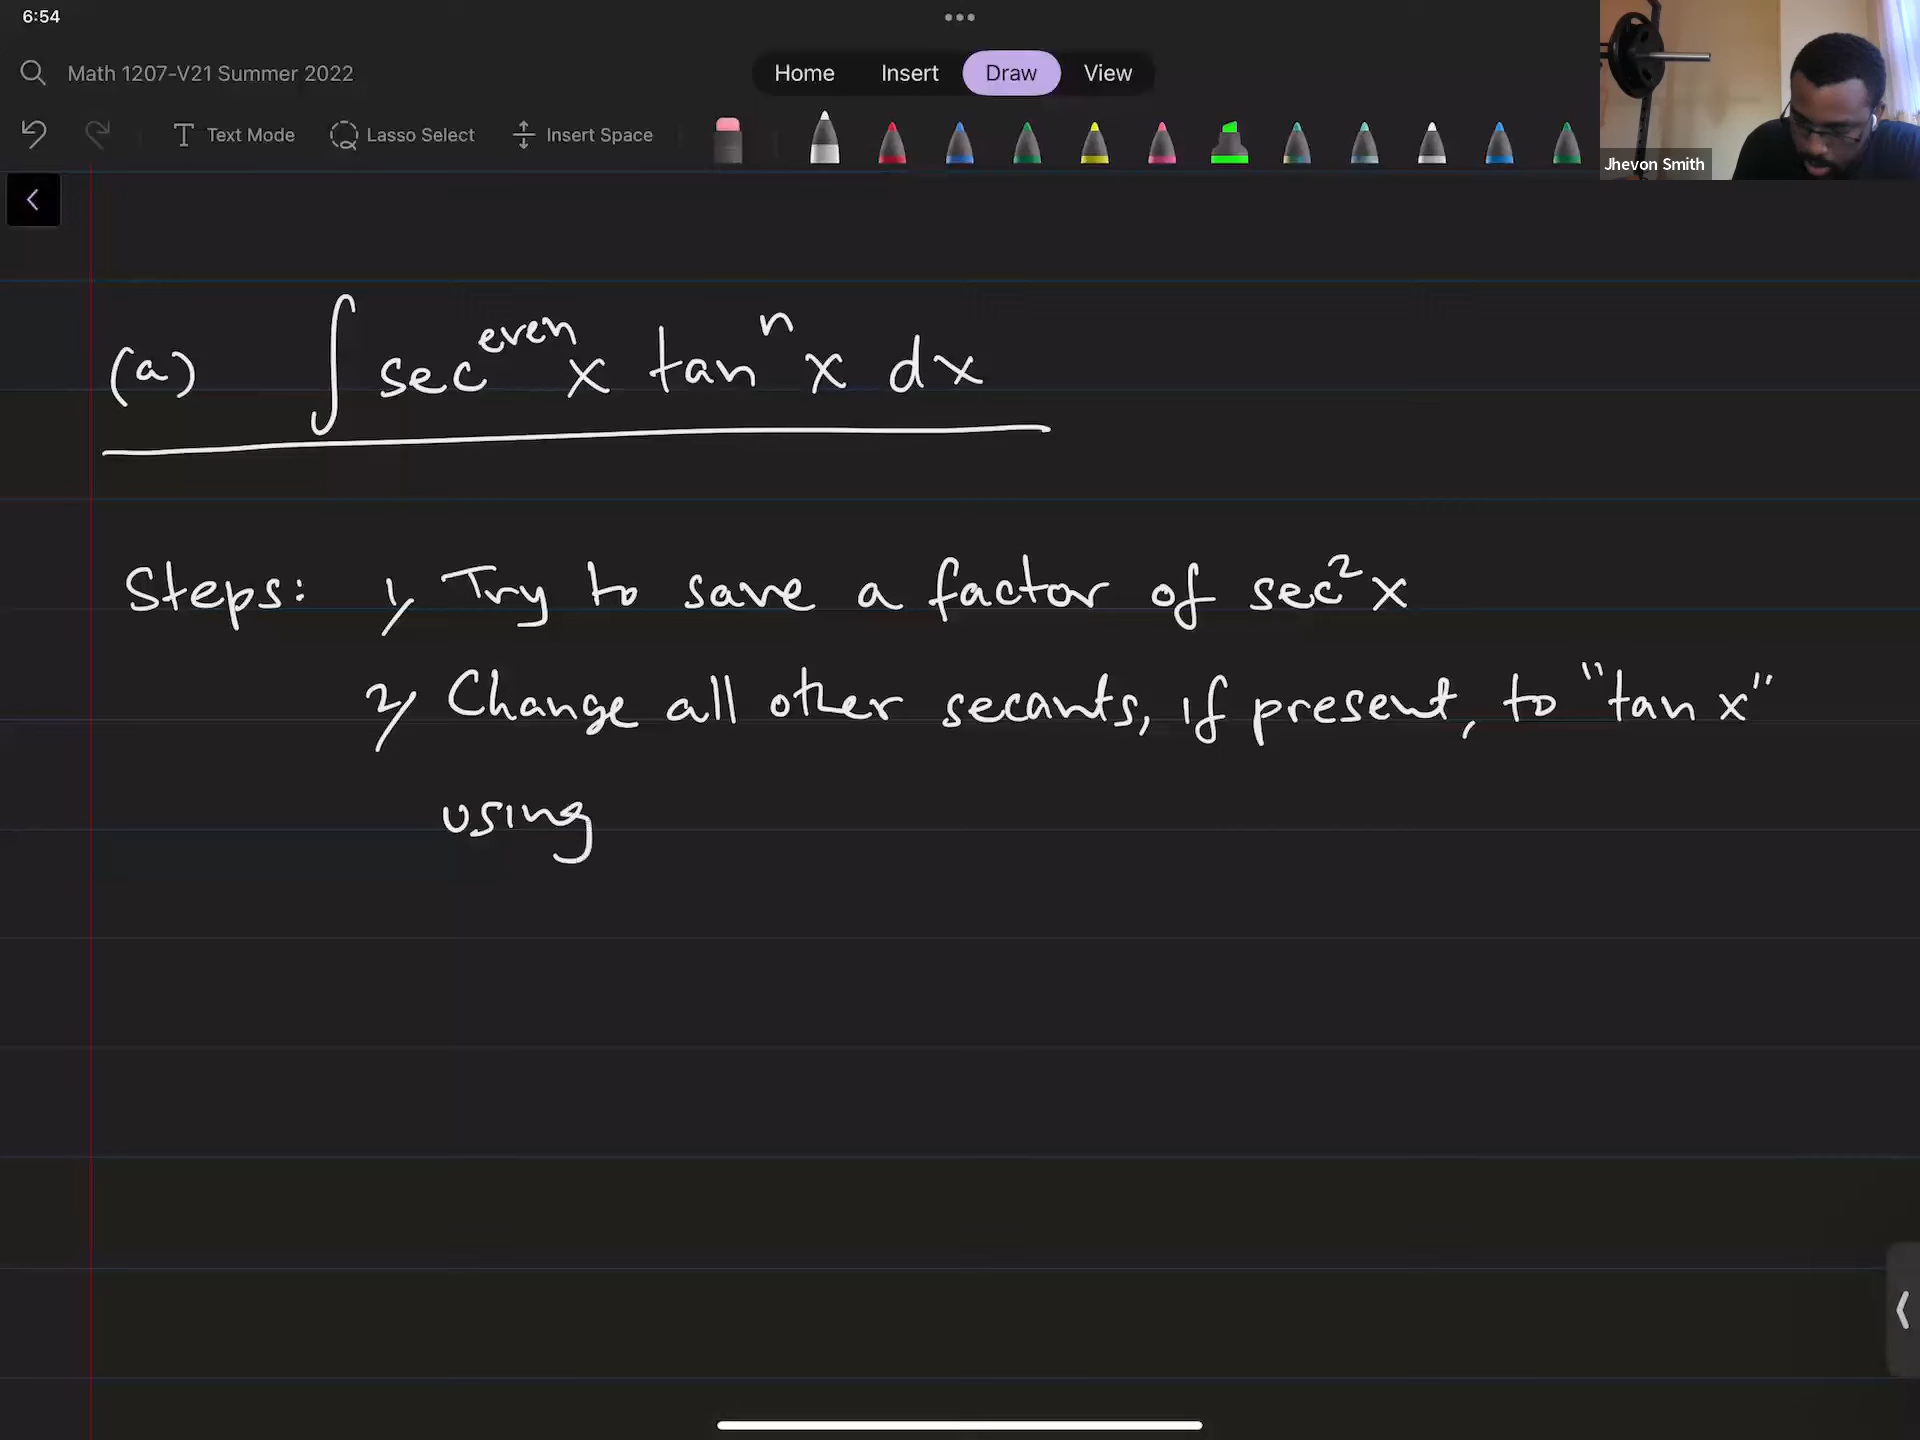 6:54
Math 1207-V21 Summer 2022
Home Insert Draw View
Text Mode Lasso Select Insert Space
Jhevon Smith
(a) ∫ sec^even x tan^n x dx
Steps: 1, Try to save a factor of sec²x
2, Change all other secants, if present, to "tan x"
using